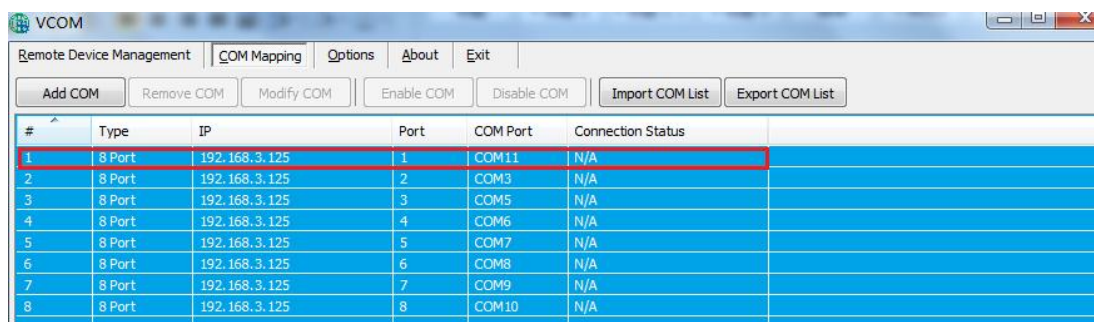 VCOM
Remote Device Management COM Mapping Options About Exit
Add COM Remove COM Modify COM Enable COM Disable COM Import COM List Export COM List
# Type IP Port COM Port Connection Status
1 8 Port 192.168.3.125 1 COM11 N/A
2 8 Port 192.168.3.125 2 COM3 N/A
3 8 Port 192.168.3.125 3 COM5 N/A
4 8 Port 192.168.3.125 4 COM6 N/A
5 8 Port 192.168.3.125 5 COM7 N/A
6 8 Port 192.168.3.125 6 COM8 N/A
7 8 Port 192.168.3.125 7 COM9 N/A
8 8 Port 192.168.3.125 8 COM10 N/A